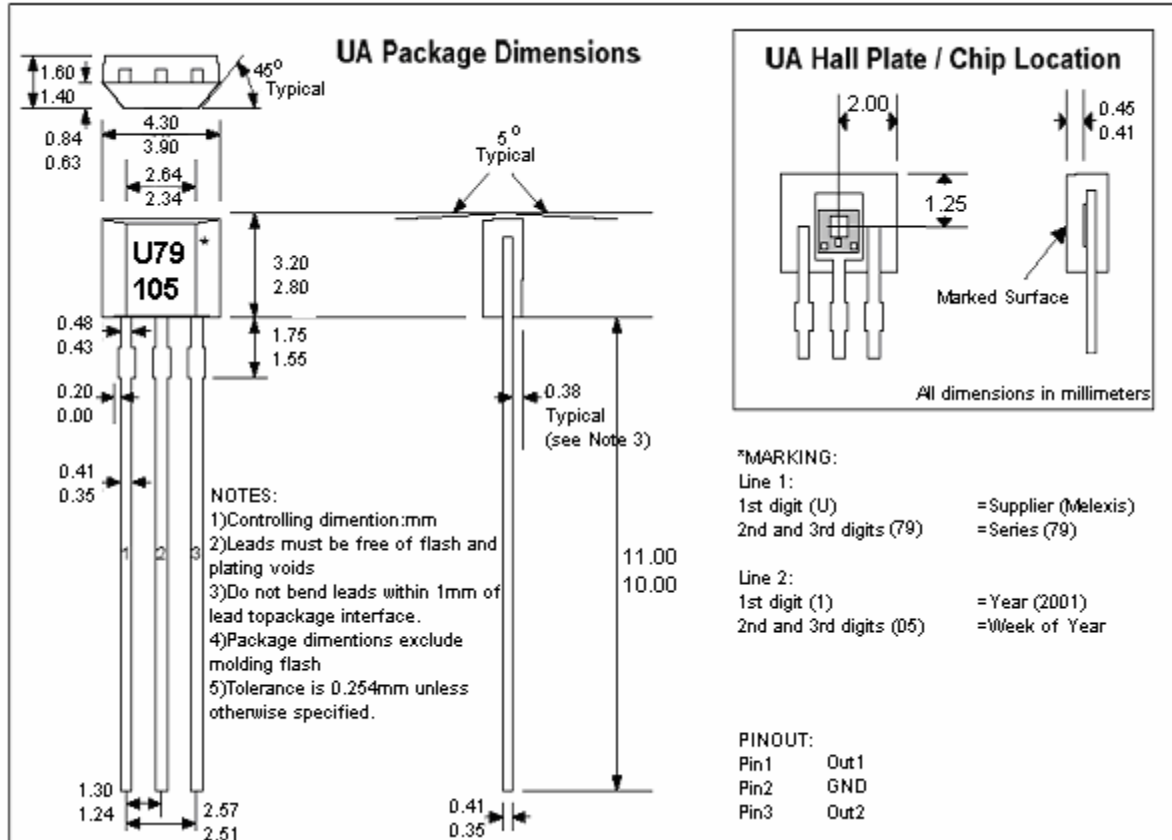 UA Package Dimensions
1.60
1.40
45°
Typical
0.84
0.63
4.30
3.90
2.64
2.34
5°
Typical
U79
*
105
3.20
2.80
0.48
0.43
1.75
1.55
0.20
0.00
0.38
Typical
(see Note 3)
0.41
0.35
NOTES:
1)Controlling dimention:mm
2)Leads must be free of flash and
plating voids
3)Do not bend leads within 1mm of
lead topackage interface.
4)Package dimentions exclude
molding flash
5)Tolerance is 0.254mm unless
otherwise specified.
1
2
3
11.00
10.00
1.30
1.24
2.57
2.51
0.41
0.35
UA Hall Plate / Chip Location
2.00
0.45
0.41
1.25
Marked Surface
All dimensions in millimeters
*MARKING:
Line 1:
1st digit (U) =Supplier (Melexis)
2nd and 3rd digits (79) =Series (79)
Line 2:
1st digit (1) =Year (2001)
2nd and 3rd digits (05) =Week of Year
PINOUT:
Pin1 Out1
Pin2 GND
Pin3 Out2